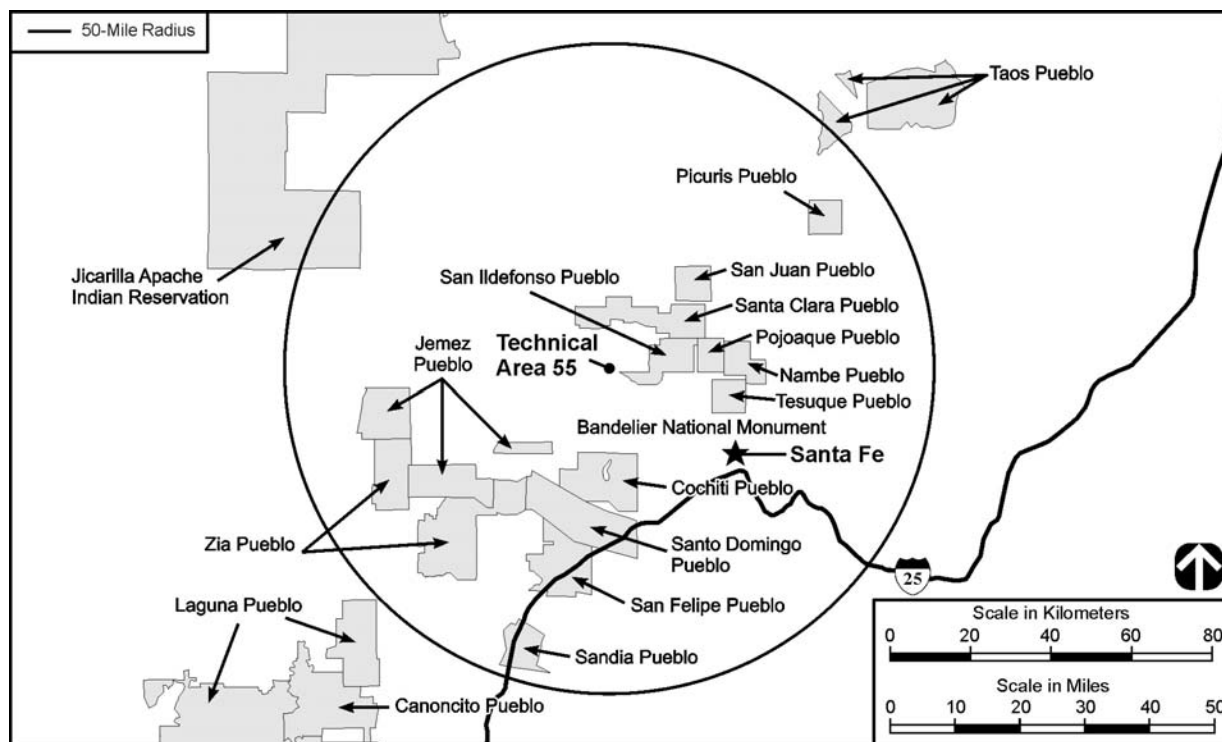 50-Mile Radius
Taos Pueblo
Picuris Pueblo
San Juan Pueblo
San Ildefonso Pueblo
Jicarilla Apache
Indian Reservation
Santa Clara Pueblo
Pojoaque Pueblo
Jemez
Pueblo
Technical
Area 55
Nambe Pueblo
Tesuque Pueblo
Bandelier National Monument
Santa Fe
Cochiti Pueblo
Zia Pueblo
Santo Domingo
Pueblo
25
Laguna Pueblo
San Felipe Pueblo
Sandia Pueblo
Canoncito Pueblo
Scale in Kilometers
0 20 40 60 80
Scale in Miles
0 10 20 30 40 50